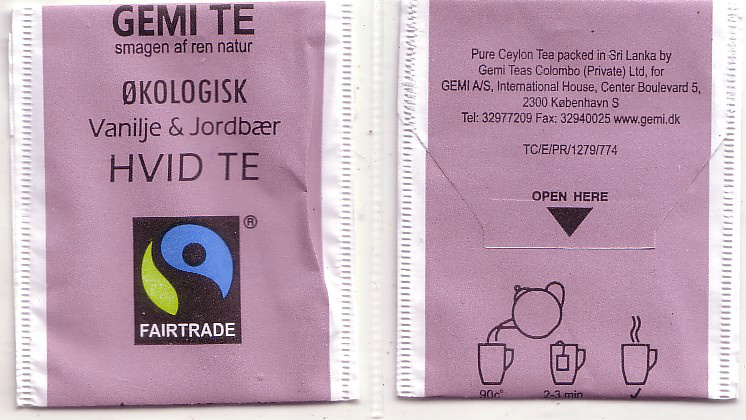 GEMI TE
smagen af ren natur
ØKOLOGISK
Vanilje & Jordbær
HVID TE
®
FAIRTRADE
Pure Ceylon Tea packed in Sri Lanka by
Gemi Teas Colombo (Private) Ltd, for
GEMI A/S, International House, Center Boulevard 5,
2300 København S
Tel: 32977209 Fax: 32940025 www.gemi.dk
TC/E/PR/1279/774
OPEN HERE
90c° 2-3 min